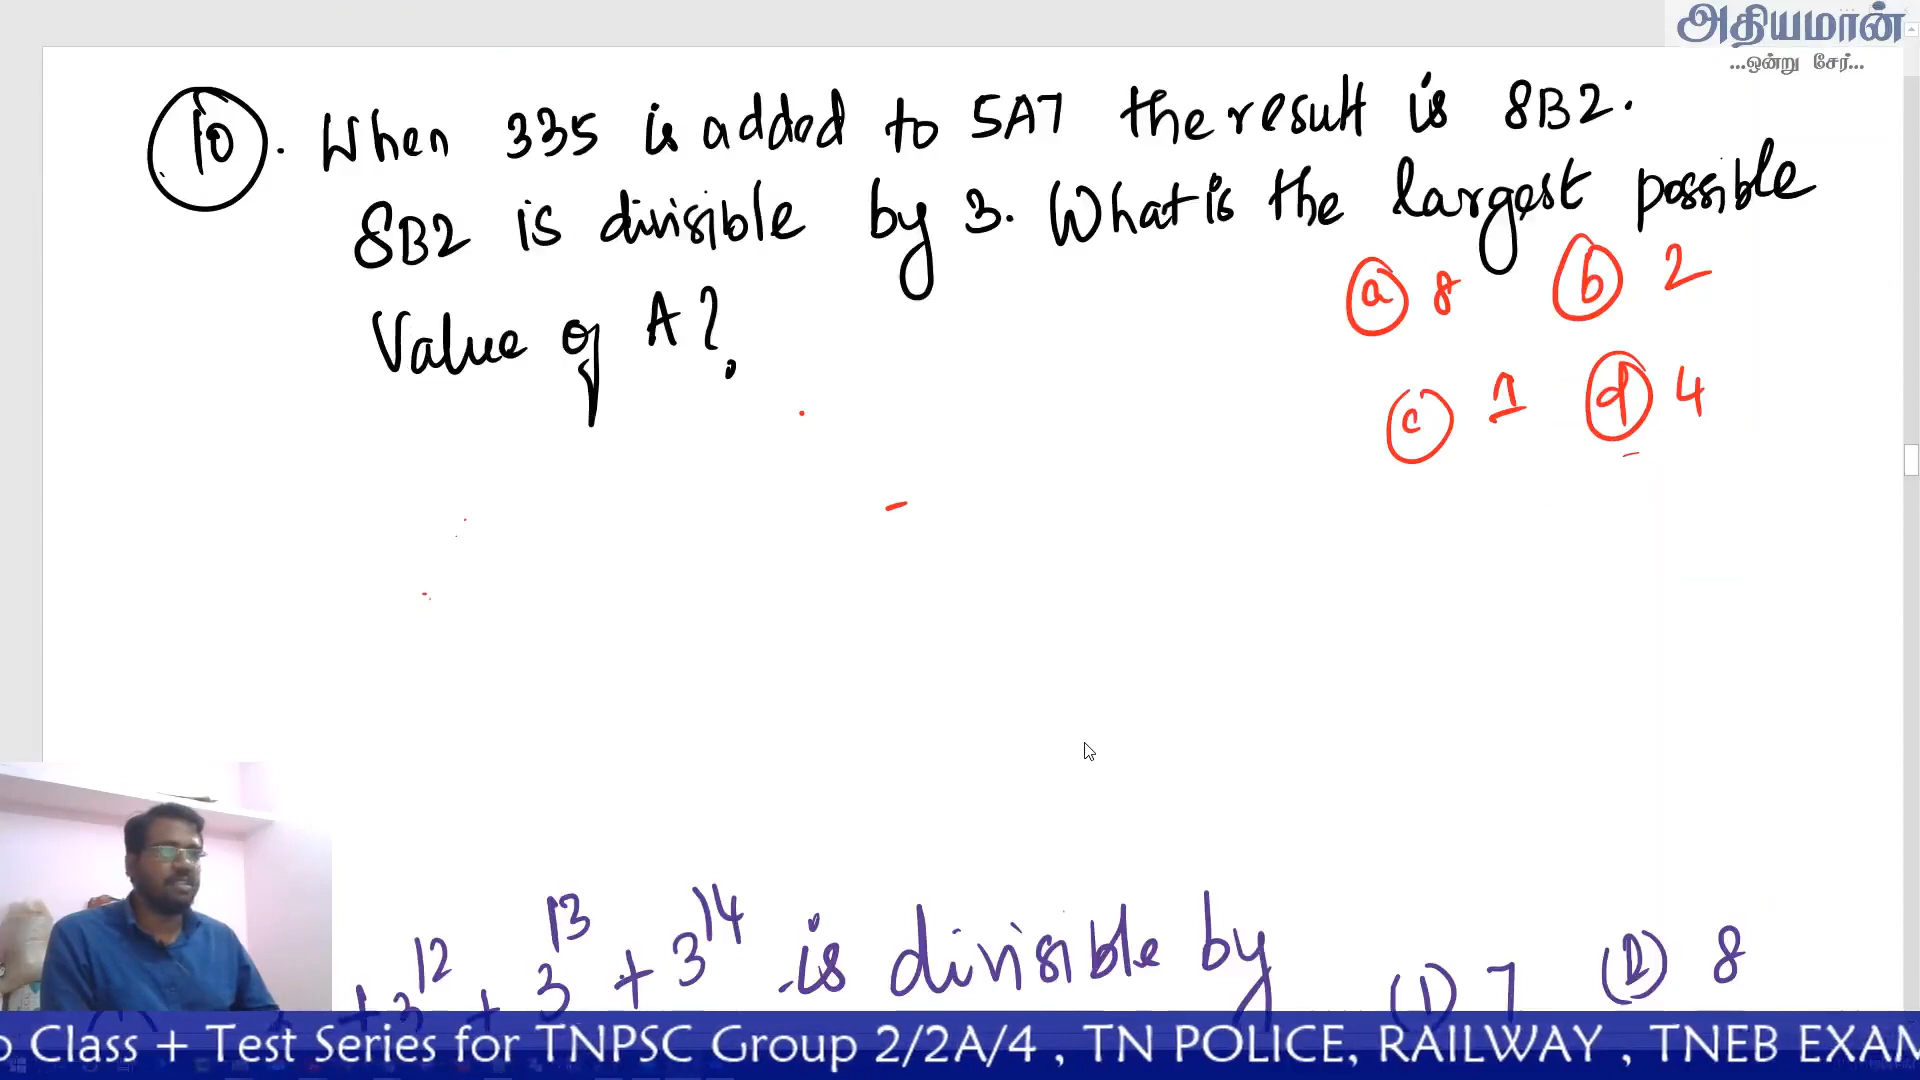 அதியமான்
...ஒன்று சேர்...
10. When 335 is added to 5A7 the result is 8B2.
8B2 is divisible by 3. What is the largest possible
Value of A?
a 8 b 2
c 1 d 4
+ 3^12 + 3^13 + 3^14 is divisible by (1) 7 (2) 8
o Class + Test Series for TNPSC Group 2/2A/4 , TN POLICE, RAILWAY , TNEB EXAM